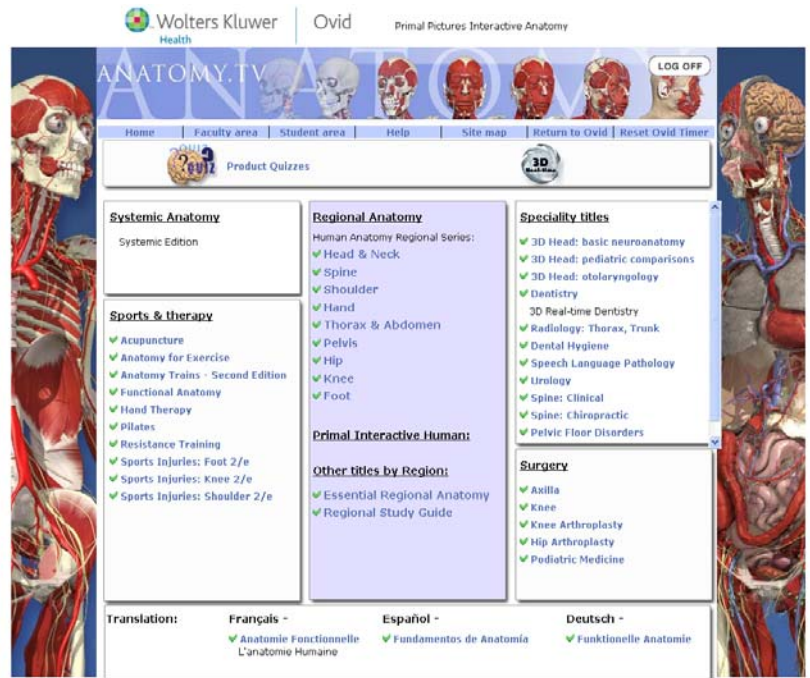 Wolters Kluwer
Health
Ovid
Primal Pictures Interactive Anatomy
ANATOMY
ANATOMY.TV
LOG OFF
Home | Faculty area | Student area | Help | Site map | Return to Ovid | Reset Ovid Timer
QUIZ
Product Quizzes
3D
Real-time
Systemic Anatomy
Systemic Edition
Sports & therapy
Acupuncture
Anatomy for Exercise
Anatomy Trains - Second Edition
Functional Anatomy
Hand Therapy
Pilates
Resistance Training
Sports Injuries: Foot 2/e
Sports Injuries: Knee 2/e
Sports Injuries: Shoulder 2/e
Regional Anatomy
Human Anatomy Regional Series:
Head & Neck
Spine
Shoulder
Hand
Thorax & Abdomen
Pelvis
Hip
Knee
Foot
Primal Interactive Human:
Other titles by Region:
Essential Regional Anatomy
Regional Study Guide
Speciality titles
3D Head: basic neuroanatomy
3D Head: pediatric comparisons
3D Head: otolaryngology
Dentistry
3D Real-time Dentistry
Radiology: Thorax, Trunk
Dental Hygiene
Speech Language Pathology
Urology
Spine: Clinical
Spine: Chiropractic
Pelvic Floor Disorders
Surgery
Axilla
Knee
Knee Arthroplasty
Hip Arthroplasty
Podiatric Medicine
Translation:
Français -
Anatomie Fonctionnelle
L'anatomie Humaine
Español -
Fundamentos de Anatomía
Deutsch -
Funktionelle Anatomie